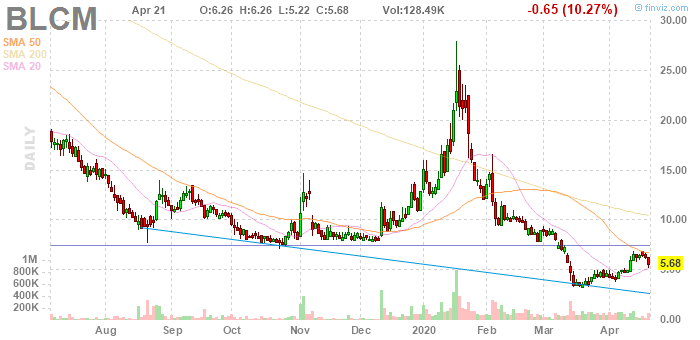 BLCM
Apr 21 O:6.26 H:6.26 L:5.22 C:5.68 Vol:128.49K -0.65 (10.27%)
© finviz.com
SMA 50
SMA 200
SMA 20
DAILY
30.00
25.00
20.00
15.00
10.00
5.68
5.00
0.00
1M
800K
600K
400K
200K
Aug Sep Oct Nov Dec 2020 Feb Mar Apr